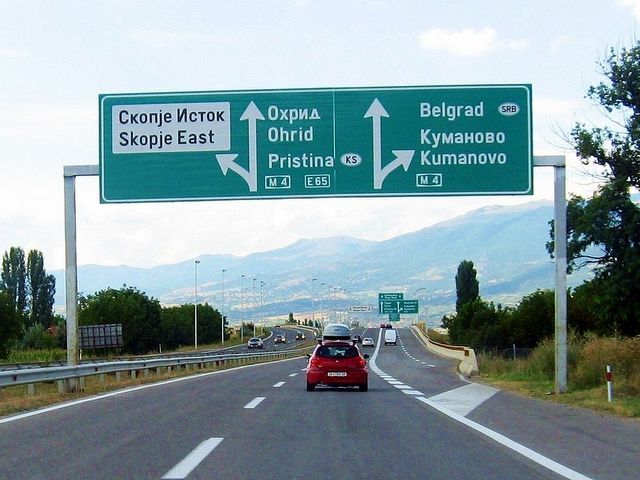 Скопје Исток
Skopje East
Охрид
Ohrid
Pristina KS
M 4 E65
Belgrad SRB
Куманово
Kumanovo
M 4